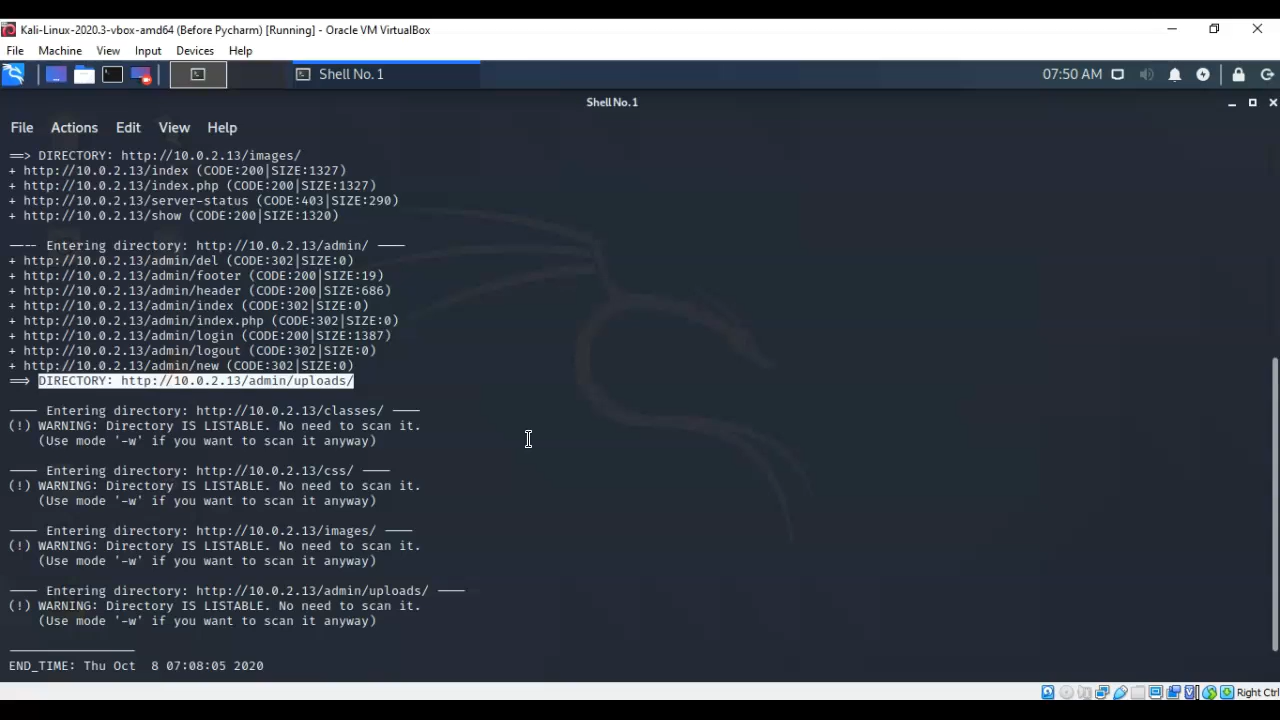 Kali-Linux-2020.3-vbox-amd64 (Before Pycharm) [Running] - Oracle VM VirtualBox
File Machine View Input Devices Help
Shell No. 1
07:50 AM
Shell No. 1
File Actions Edit View Help
==> DIRECTORY: http://10.0.2.13/images/
+ http://10.0.2.13/index (CODE:200|SIZE:1327)
+ http://10.0.2.13/index.php (CODE:200|SIZE:1327)
+ http://10.0.2.13/server-status (CODE:403|SIZE:290)
+ http://10.0.2.13/show (CODE:200|SIZE:1320)
---- Entering directory: http://10.0.2.13/admin/ ----
+ http://10.0.2.13/admin/del (CODE:302|SIZE:0)
+ http://10.0.2.13/admin/footer (CODE:200|SIZE:19)
+ http://10.0.2.13/admin/header (CODE:200|SIZE:686)
+ http://10.0.2.13/admin/index (CODE:302|SIZE:0)
+ http://10.0.2.13/admin/index.php (CODE:302|SIZE:0)
+ http://10.0.2.13/admin/login (CODE:200|SIZE:1387)
+ http://10.0.2.13/admin/logout (CODE:302|SIZE:0)
+ http://10.0.2.13/admin/new (CODE:302|SIZE:0)
==> DIRECTORY: http://10.0.2.13/admin/uploads/
---- Entering directory: http://10.0.2.13/classes/ ----
(!) WARNING: Directory IS LISTABLE. No need to scan it.
(Use mode '-w' if you want to scan it anyway)
---- Entering directory: http://10.0.2.13/css/ ----
(!) WARNING: Directory IS LISTABLE. No need to scan it.
(Use mode '-w' if you want to scan it anyway)
---- Entering directory: http://10.0.2.13/images/ ----
(!) WARNING: Directory IS LISTABLE. No need to scan it.
(Use mode '-w' if you want to scan it anyway)
---- Entering directory: http://10.0.2.13/admin/uploads/ ----
(!) WARNING: Directory IS LISTABLE. No need to scan it.
(Use mode '-w' if you want to scan it anyway)
-----------------
END_TIME: Thu Oct  8 07:08:05 2020
Right Ctrl